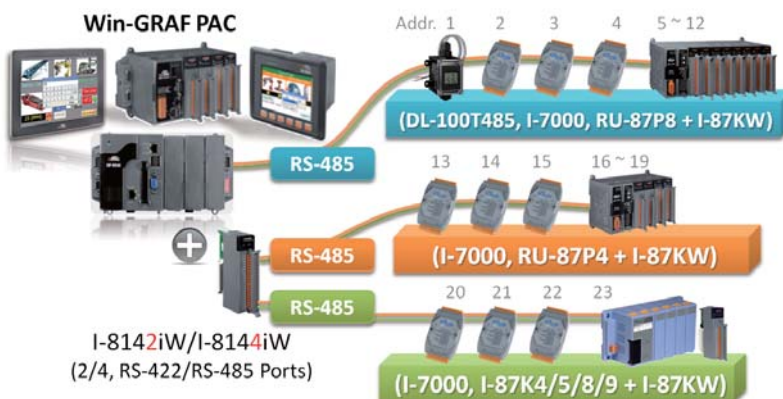 Win-GRAF PAC
Addr. 1 2 3 4 5 ~ 12
RS-485
(DL-100T485, I-7000, RU-87P8 + I-87KW)
13 14 15 16 ~ 19
RS-485
(I-7000, RU-87P4 + I-87KW)
RS-485
20 21 22 23
I-8142iW/I-8144iW
(2/4, RS-422/RS-485 Ports)
(I-7000, I-87K4/5/8/9 + I-87KW)